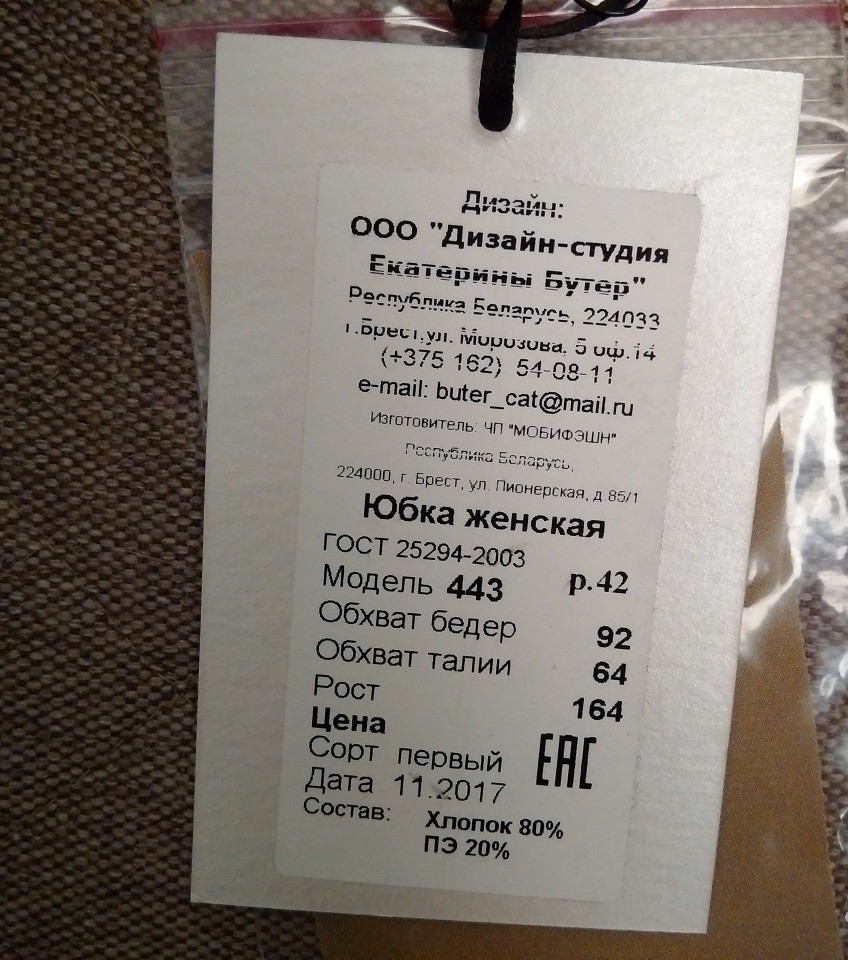 Дизайн:
ООО "Дизайн-студия
Екатерины Бутер"
Республика Беларусь, 224033
г.Брест,ул. Морозова, 5 оф.14
(+375 162) 54-08-11
e-mail: buter_cat@mail.ru
Изготовитель: ЧП "МОБИФЭШН"
Республика Беларусь,
224000, г. Брест, ул. Пионерская, д.85/1
Юбка женская
ГОСТ 25294-2003
Модель 443 р.42
Обхват бедер 92
Обхват талии 64
Рост 164
Цена
Сорт первый EAC
Дата 11.2017
Состав: Хлопок 80%
ПЭ 20%